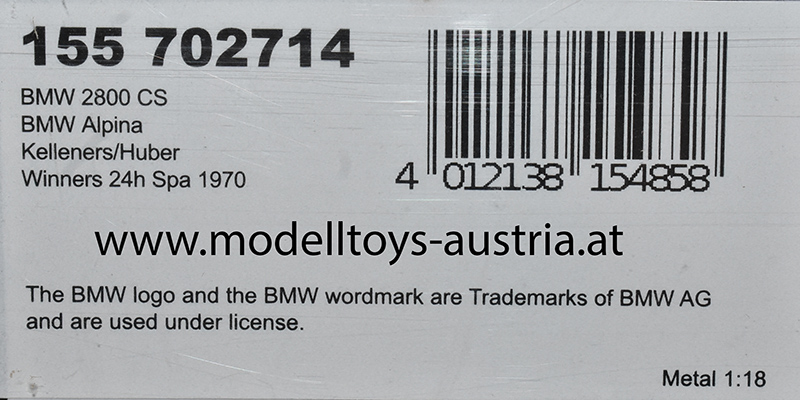 155 702714
BMW 2800 CS
BMW Alpina
Kelleners/Huber
Winners 24h Spa 1970
4 012138 154858
www.modelltoys-austria.at
The BMW logo and the BMW wordmark are Trademarks of BMW AG
and are used under license.
Metal 1:18